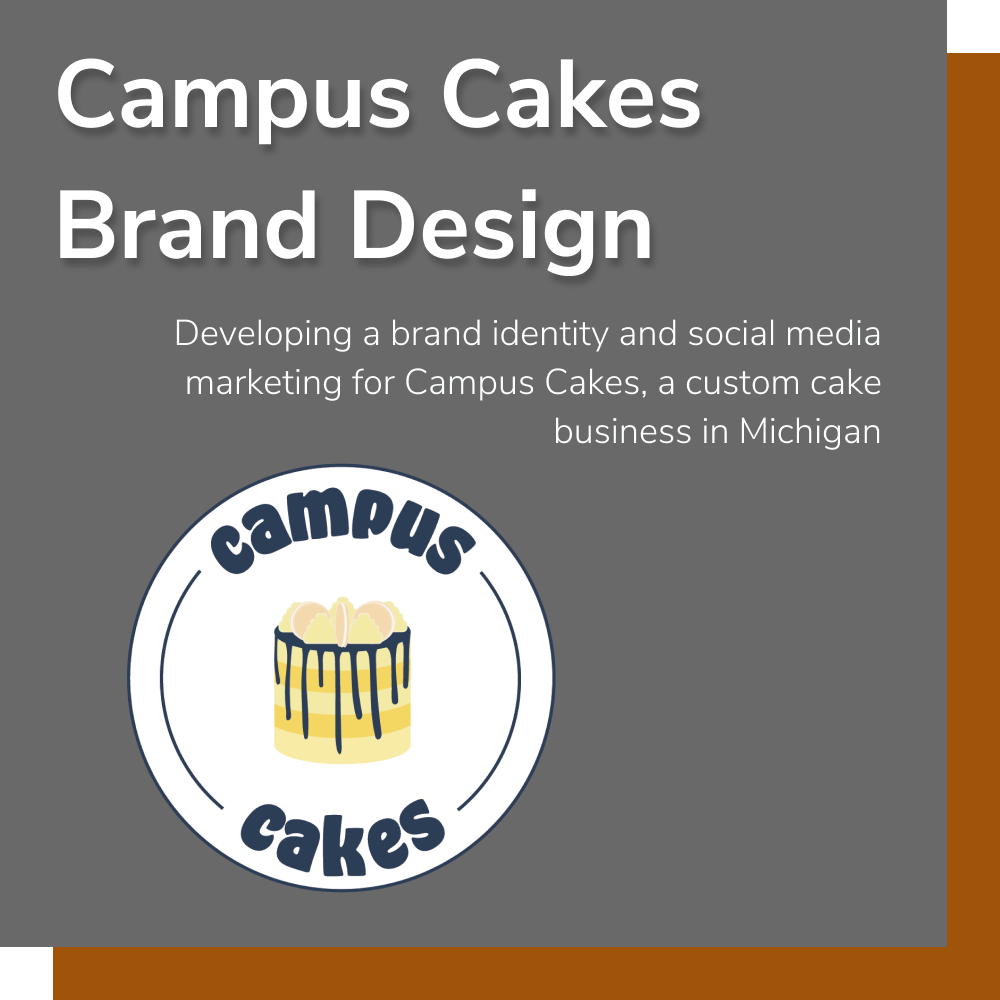 Campus Cakes
Brand Design
Developing a brand identity and social media
marketing for Campus Cakes, a custom cake
business in Michigan
campus
cakes